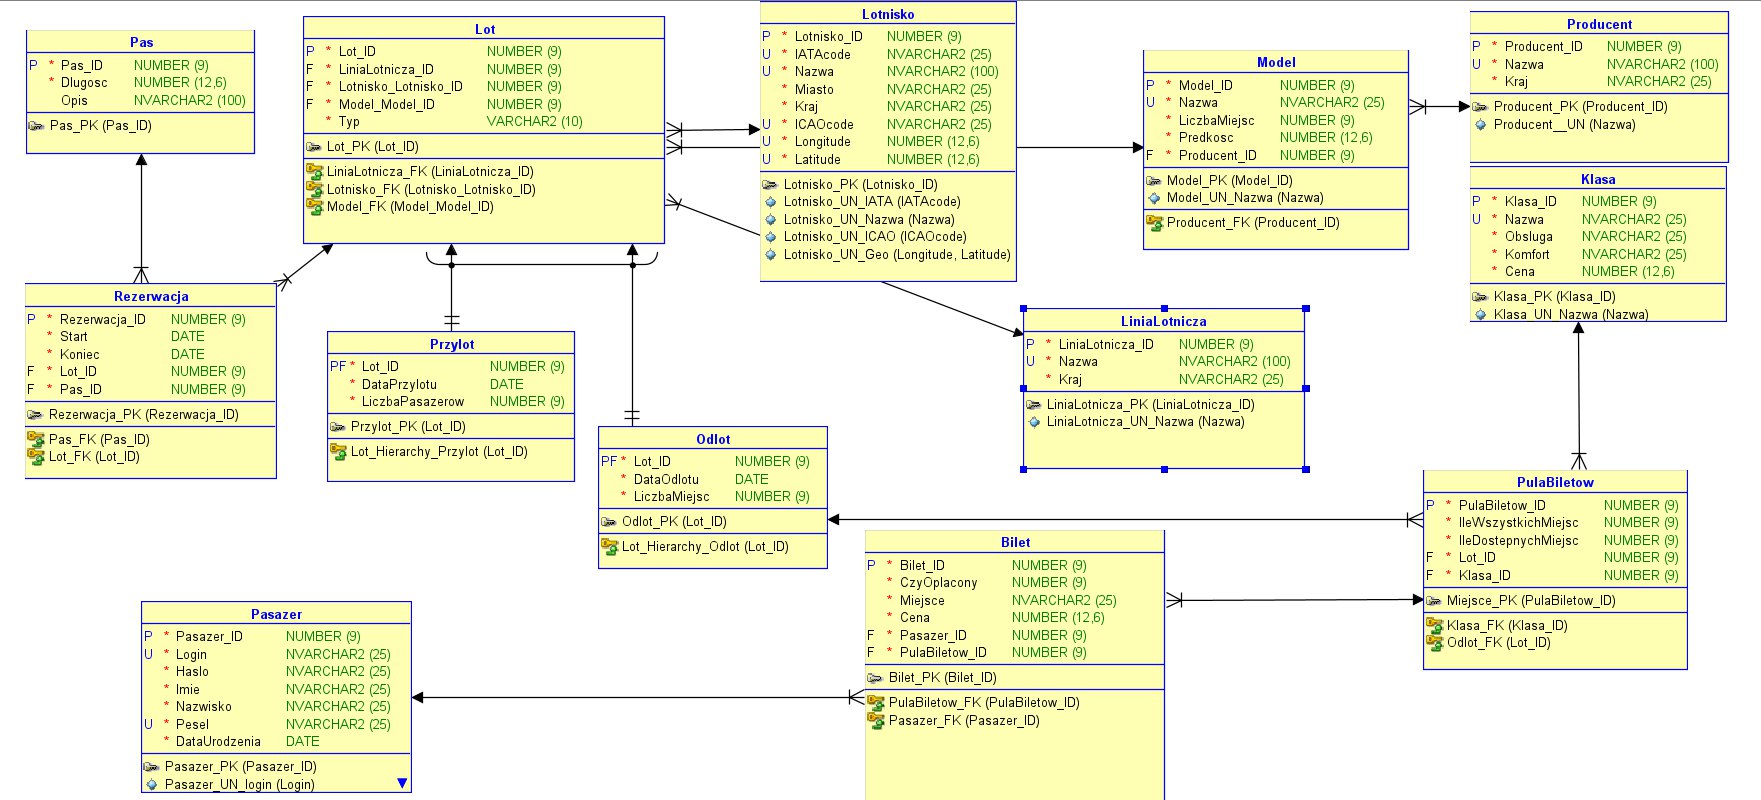 Pas
P * Pas_ID NUMBER (9)
* Dlugosc NUMBER (12,6)
Opis NVARCHAR2 (100)
Pas_PK (Pas_ID)
Lot
P * Lot_ID NUMBER (9)
F * LiniaLotnicza_ID NUMBER (9)
F * Lotnisko_Lotnisko_ID NUMBER (9)
F * Model_Model_ID NUMBER (9)
* Typ VARCHAR2 (10)
Lot_PK (Lot_ID)
LiniaLotnicza_FK (LiniaLotnicza_ID)
Lotnisko_FK (Lotnisko_Lotnisko_ID)
Model_FK (Model_Model_ID)
Lotnisko
P * Lotnisko_ID NUMBER (9)
U * IATAcode NVARCHAR2 (25)
U * Nazwa NVARCHAR2 (100)
* Miasto NVARCHAR2 (25)
* Kraj NVARCHAR2 (25)
U * ICAOcode NVARCHAR2 (25)
U * Longitude NUMBER (12,6)
U * Latitude NUMBER (12,6)
Lotnisko_PK (Lotnisko_ID)
Lotnisko_UN_IATA (IATAcode)
Lotnisko_UN_Nazwa (Nazwa)
Lotnisko_UN_ICAO (ICAOcode)
Lotnisko_UN_Geo (Longitude, Latitude)
Model
P * Model_ID NUMBER (9)
U * Nazwa NVARCHAR2 (25)
* LiczbaMiejsc NUMBER (9)
* Predkosc NUMBER (12,6)
F * Producent_ID NUMBER (9)
Model_PK (Model_ID)
Model_UN_Nazwa (Nazwa)
Producent_FK (Producent_ID)
Producent
P * Producent_ID NUMBER (9)
U * Nazwa NVARCHAR2 (100)
* Kraj NVARCHAR2 (25)
Producent_PK (Producent_ID)
Producent__UN (Nazwa)
Klasa
P * Klasa_ID NUMBER (9)
U * Nazwa NVARCHAR2 (25)
* Obsluga NVARCHAR2 (25)
* Komfort NVARCHAR2 (25)
* Cena NUMBER (12,6)
Klasa_PK (Klasa_ID)
Klasa_UN_Nazwa (Nazwa)
Rezerwacja
P * Rezerwacja_ID NUMBER (9)
* Start DATE
* Koniec DATE
F * Lot_ID NUMBER (9)
F * Pas_ID NUMBER (9)
Rezerwacja_PK (Rezerwacja_ID)
Pas_FK (Pas_ID)
Lot_FK (Lot_ID)
Przylot
PF * Lot_ID NUMBER (9)
* DataPrzylotu DATE
* LiczbaPasazerow NUMBER (9)
Przylot_PK (Lot_ID)
Lot_Hierarchy_Przylot (Lot_ID)
LiniaLotnicza
P * LiniaLotnicza_ID NUMBER (9)
U * Nazwa NVARCHAR2 (100)
* Kraj NVARCHAR2 (25)
LiniaLotnicza_PK (LiniaLotnicza_ID)
LiniaLotnicza_UN_Nazwa (Nazwa)
Odlot
PF * Lot_ID NUMBER (9)
* DataOdlotu DATE
* LiczbaMiejsc NUMBER (9)
Odlot_PK (Lot_ID)
Lot_Hierarchy_Odlot (Lot_ID)
PulaBiletow
P * PulaBiletow_ID NUMBER (9)
* IleWszystkichMiejsc NUMBER (9)
* IleDostepnychMiejsc NUMBER (9)
F * Lot_ID NUMBER (9)
F * Klasa_ID NUMBER (9)
Miejsce_PK (PulaBiletow_ID)
Klasa_FK (Klasa_ID)
Odlot_FK (Lot_ID)
Bilet
P * Bilet_ID NUMBER (9)
* CzyOplacony NUMBER (9)
* Miejsce NVARCHAR2 (25)
* Cena NUMBER (12,6)
F * Pasazer_ID NUMBER (9)
F * PulaBiletow_ID NUMBER (9)
Bilet_PK (Bilet_ID)
PulaBiletow_FK (PulaBiletow_ID)
Pasazer_FK (Pasazer_ID)
Pasazer
P * Pasazer_ID NUMBER (9)
U * Login NVARCHAR2 (25)
* Haslo NVARCHAR2 (25)
* Imie NVARCHAR2 (25)
* Nazwisko NVARCHAR2 (25)
U * Pesel NVARCHAR2 (25)
* DataUrodzenia DATE
Pasazer_PK (Pasazer_ID)
Pasazer_UN_login (Login)